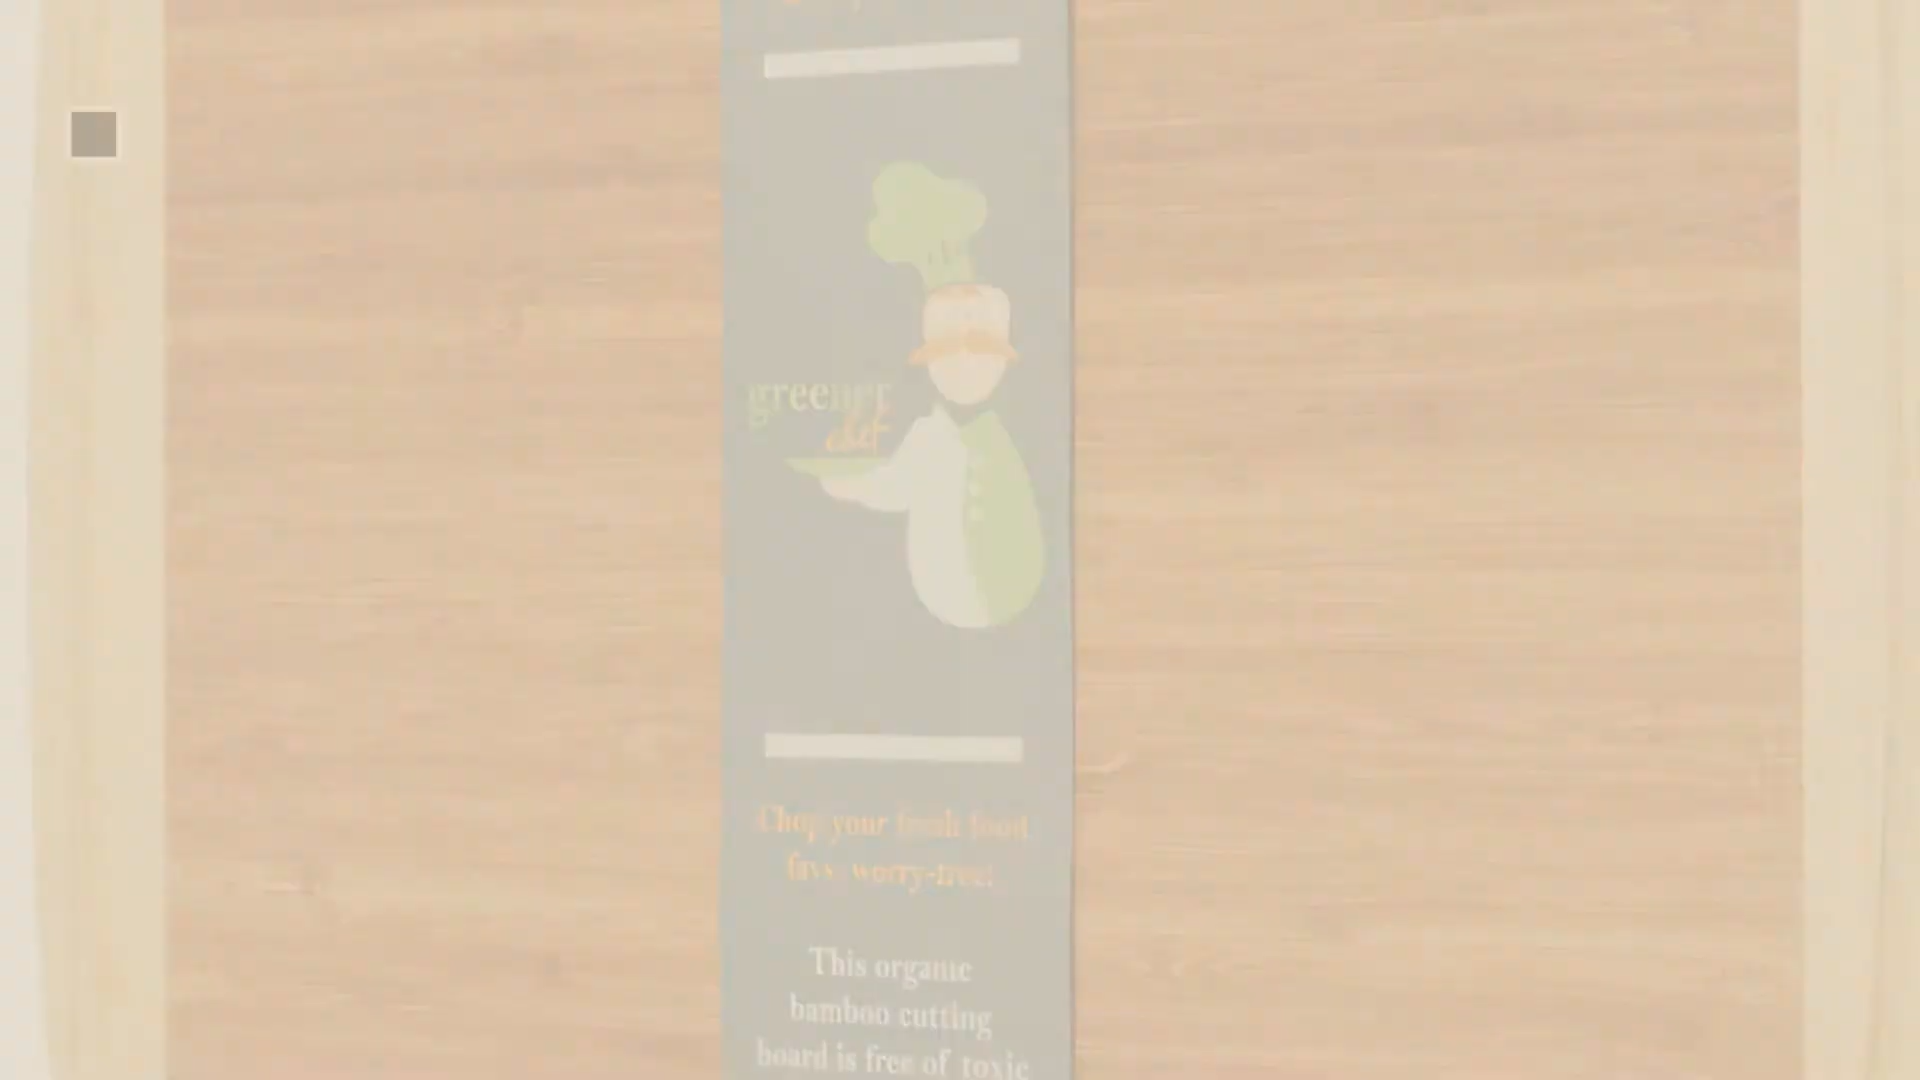 greener
chef
Chop your fresh food
favs, worry-free!
This organic
bamboo cutting
board is free of toxic